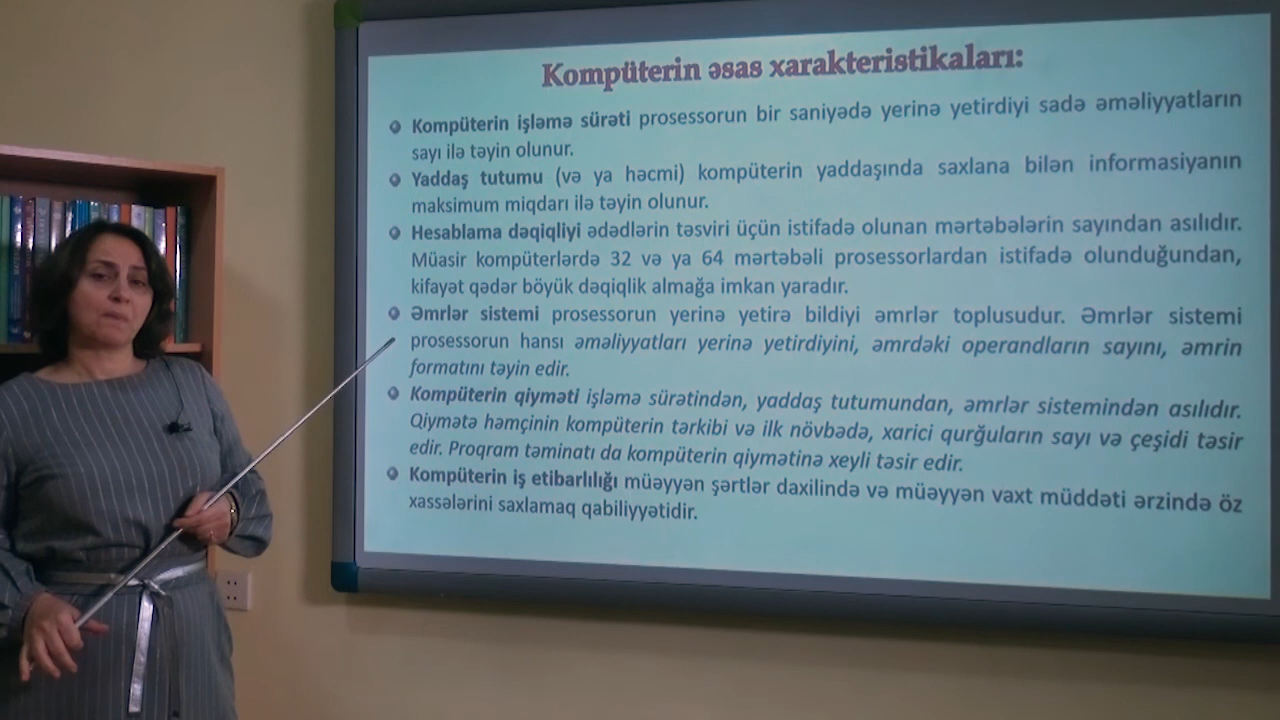 Kompüterin əsas xarakteristikaları:
Kompüterin işləmə sürəti prosessorun bir saniyədə yerinə yetirdiyi sadə əməliyyatların
sayı ilə təyin olunur.
Yaddaş tutumu (və ya həcmi) kompüterin yaddaşında saxlana bilən informasiyanın
maksimum miqdarı ilə təyin olunur.
Hesablama dəqiqliyi ədədlərin təsviri üçün istifadə olunan mərtəbələrin sayından asılıdır.
Müasir kompüterlərdə 32 və ya 64 mərtəbəli prosessorlardan istifadə olunduğundan,
kifayət qədər böyük dəqiqlik almağa imkan yaradır.
Əmrlər sistemi prosessorun yerinə yetirə bildiyi əmrlər toplusudur. Əmrlər sistemi
prosessorun hansı əməliyyatları yerinə yetirdiyini, əmrdəki operandların sayını, əmrin
formatını təyin edir.
Kompüterin qiyməti işləmə sürətindən, yaddaş tutumundan, əmrlər sistemindən asılıdır.
Qiymətə həmçinin kompüterin tərkibi və ilk növbədə, xarici qurğuların sayı və çeşidi təsir
edir. Proqram təminatı da kompüterin qiymətinə xeyli təsir edir.
Kompüterin iş etibarlılığı müəyyən şərtlər daxilində və müəyyən vaxt müddəti ərzində öz
xassələrini saxlamaq qabiliyyətidir.